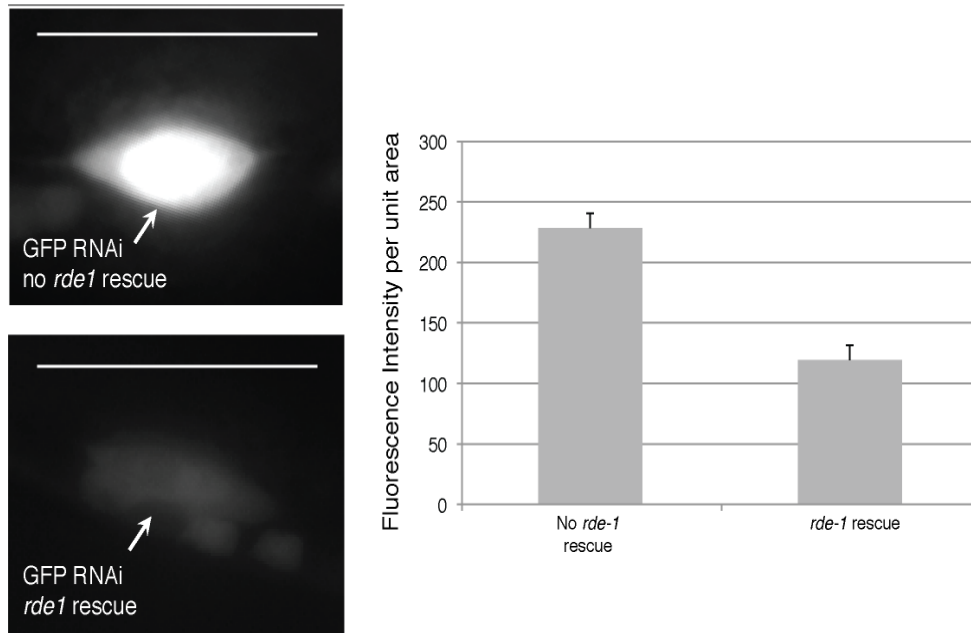 GFP RNAi
no rde1 rescue
GFP RNAi
rde1 rescue
Fluorescence Intensity per unit area
300
250
200
150
100
50
0
No rde-1
rescue
rde-1 rescue